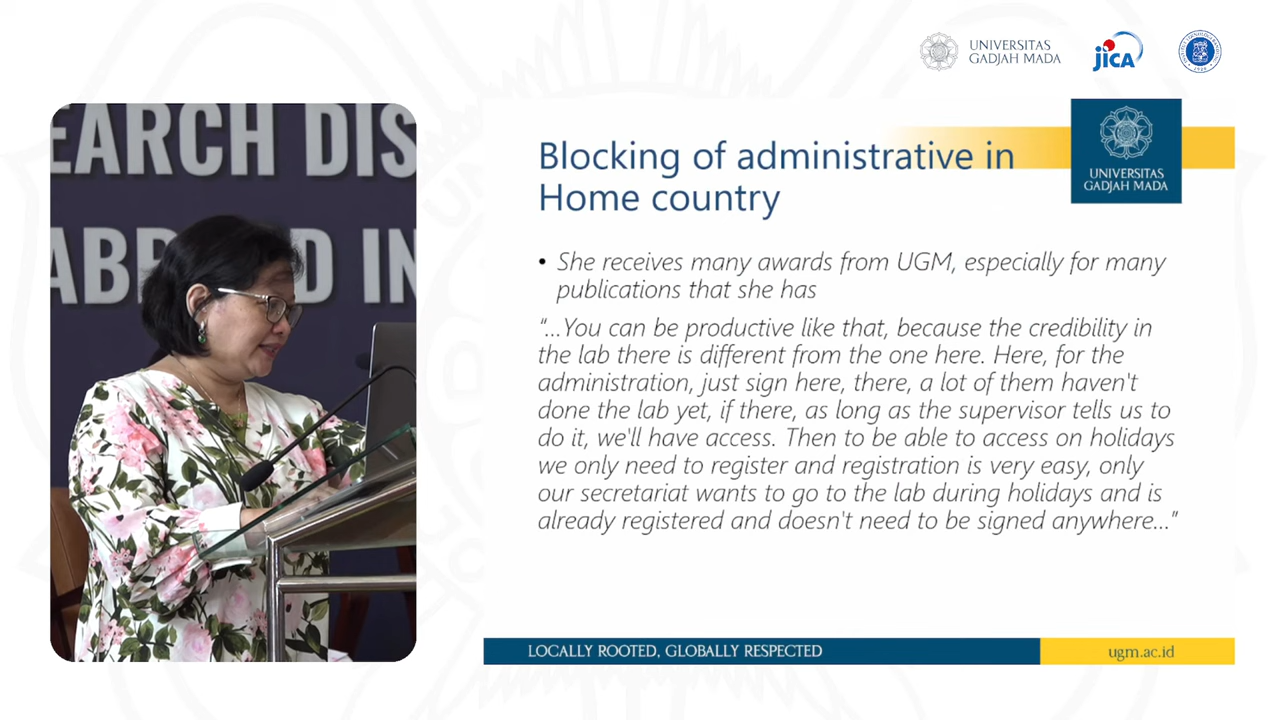 UNIVERSITAS
GADJAH MADA
JICA
EARCH DIS
AB D IN
Blocking of administrative in
Home country
UNIVERSITAS
GADJAH MADA
• She receives many awards from UGM, especially for many
publications that she has
“…You can be productive like that, because the credibility in
the lab there is different from the one here. Here, for the
administration, just sign here, there, a lot of them haven't
done the lab yet, if there, as long as the supervisor tells us to
do it, we'll have access. Then to be able to access on holidays
we only need to register and registration is very easy, only
our secretariat wants to go to the lab during holidays and is
already registered and doesn't need to be signed anywhere…”
LOCALLY ROOTED, GLOBALLY RESPECTED
ugm.ac.id